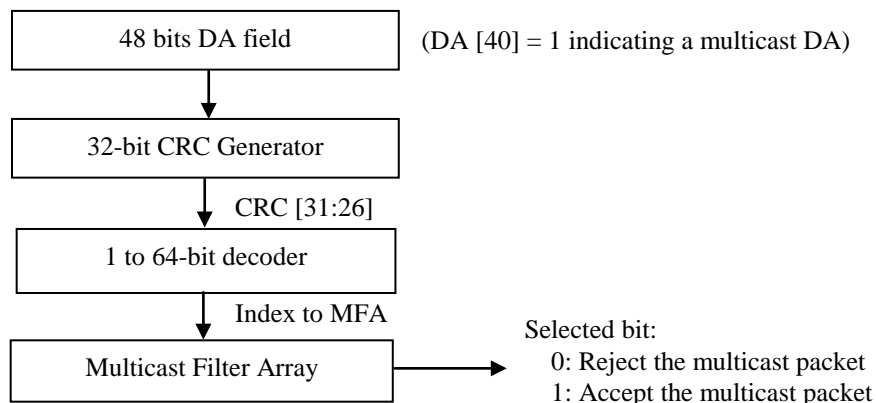 48 bits DA field
(DA [40] = 1 indicating a multicast DA)
32-bit CRC Generator
CRC [31:26]
1 to 64-bit decoder
Index to MFA
Multicast Filter Array
Selected bit:
0: Reject the multicast packet
1: Accept the multicast packet